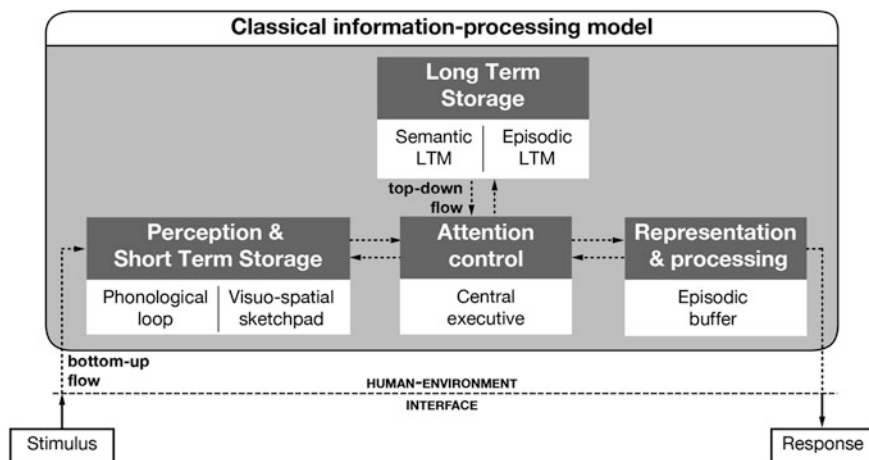 Classical information-processing model
Long Term
Storage
Semantic
LTM
Episodic
LTM
top-down
flow
Perception &
Short Term Storage
Phonological
loop
Visuo-spatial
sketchpad
Attention
control
Central
executive
Representation
& processing
Episodic
buffer
bottom-up
flow
HUMAN-ENVIRONMENT
INTERFACE
Stimulus
Response